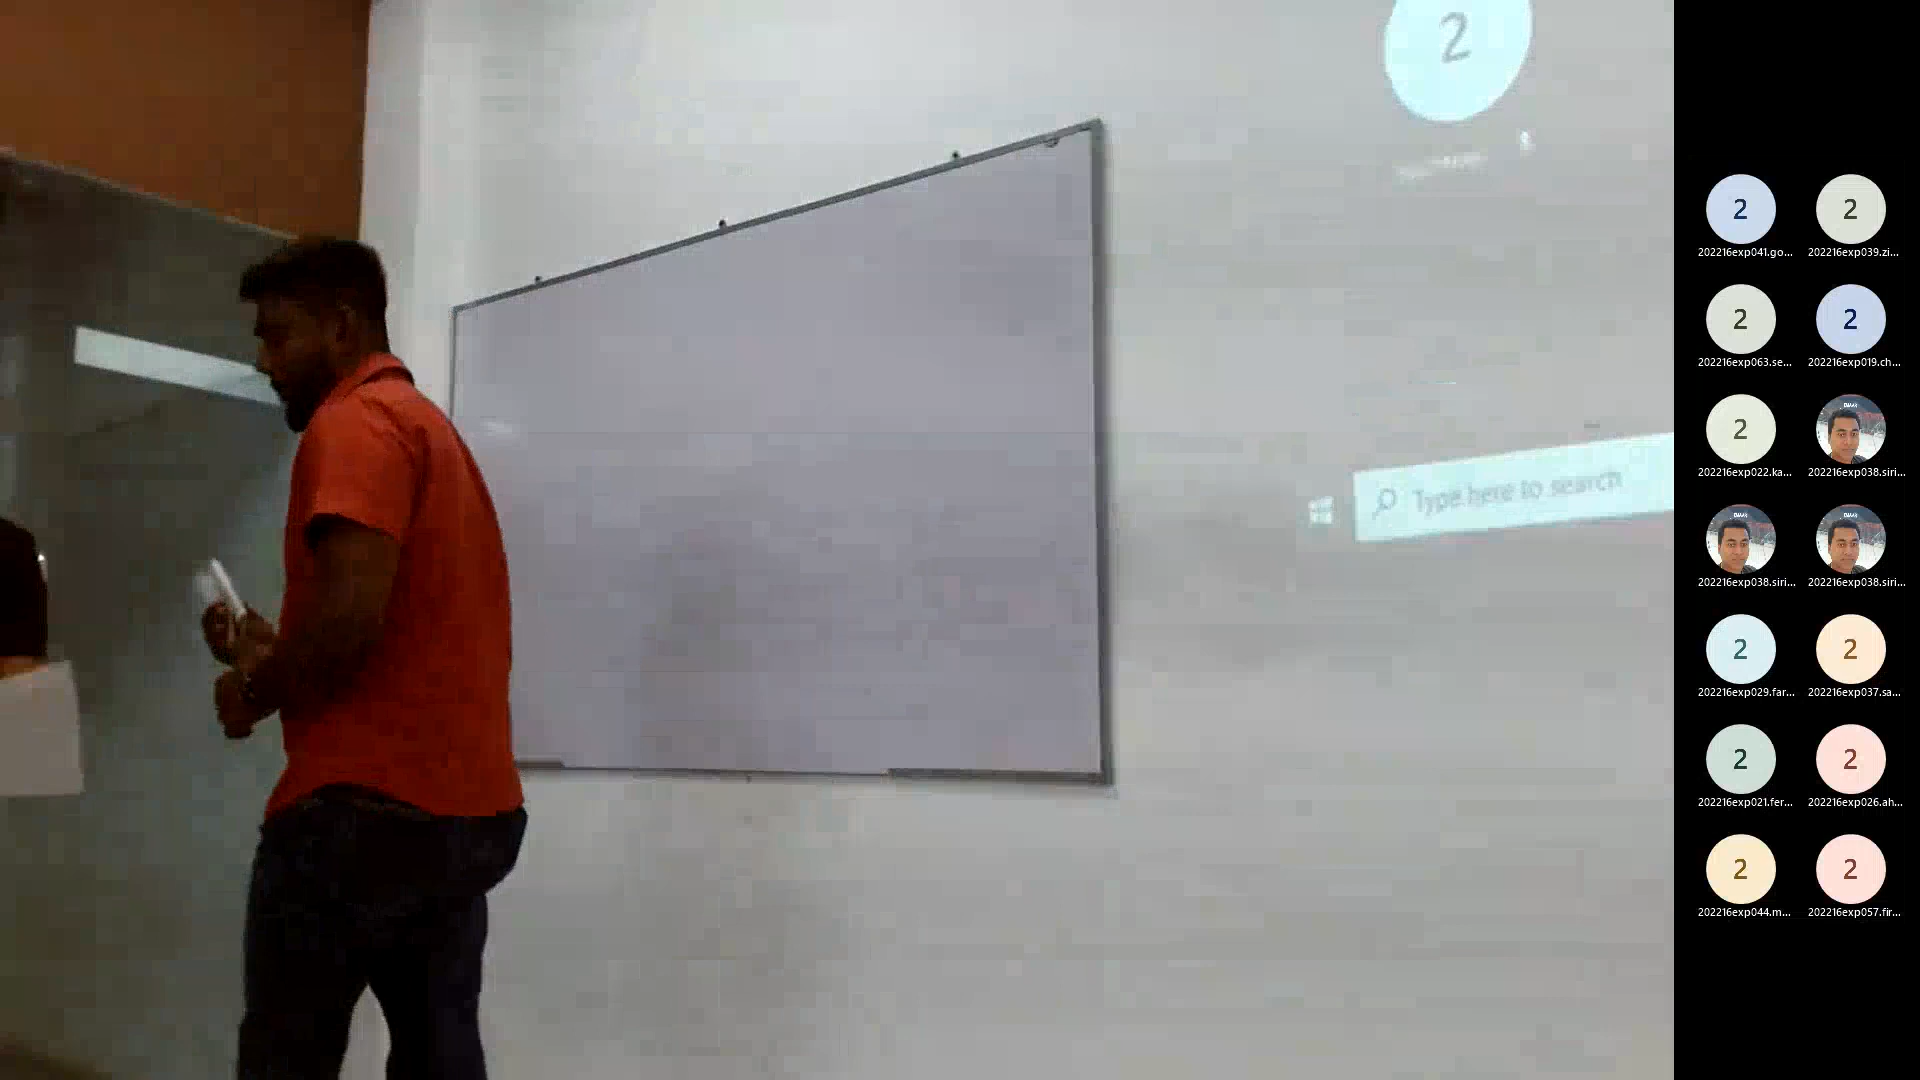 2
Type here to search
2
2
202216exp041.go...
202216exp039.zi...
2
2
202216exp063.se...
202216exp019.ch...
2
202216exp022.ka...
202216exp038.siri...
202216exp038.siri...
202216exp038.siri...
2
2
202216exp029.far...
202216exp037.sa...
2
2
202216exp021.fer...
202216exp026.ah...
2
2
202216exp044.m...
202216exp057.fir...